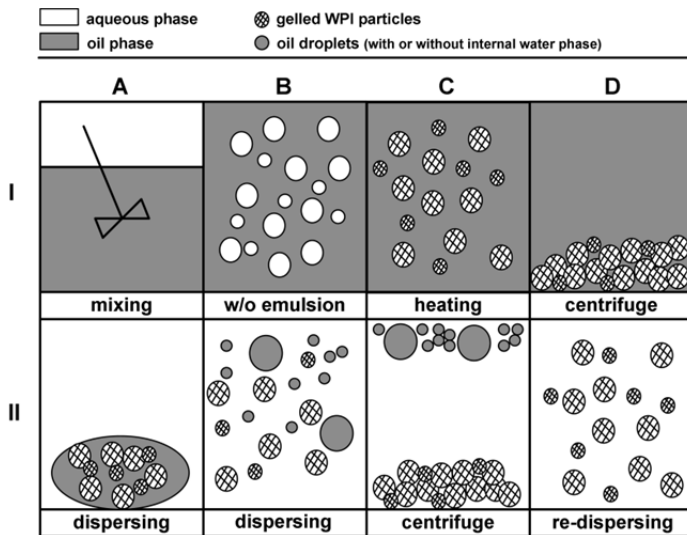 aqueous phase
gelled WPI particles
oil phase
oil droplets (with or without internal water phase)
A B C D
I
mixing w/o emulsion heating centrifuge
II
dispersing dispersing centrifuge re-dispersing